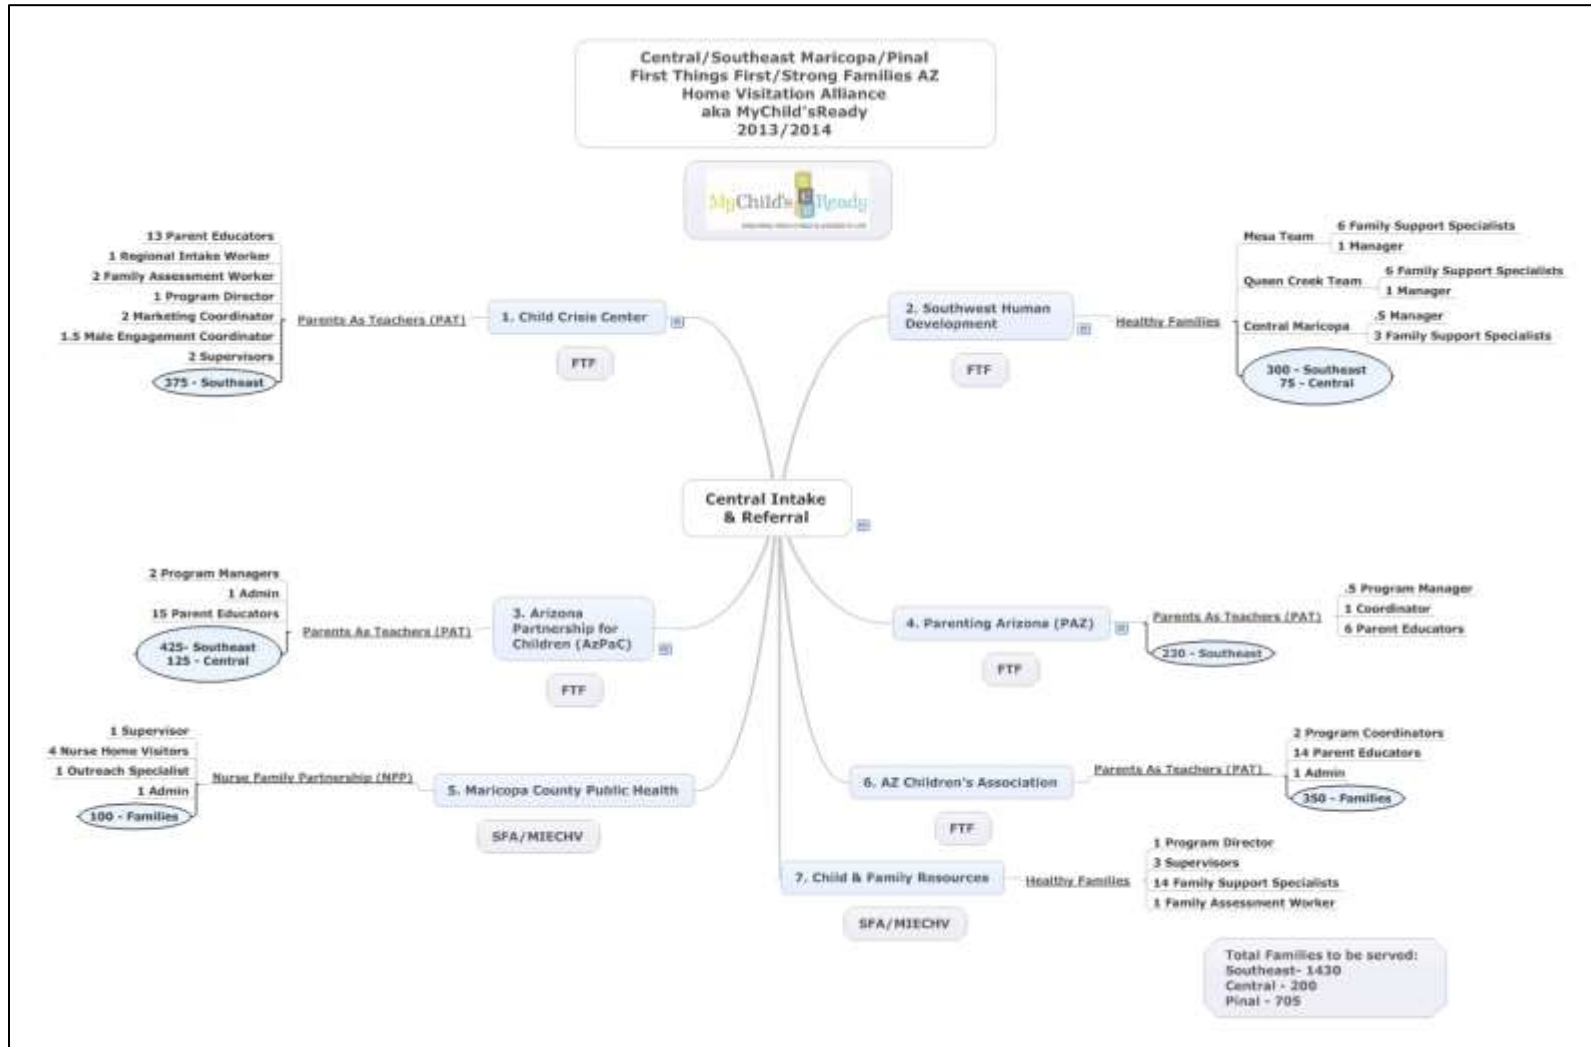 Central/Southeast Maricopa/Pinal
First Things First/Strong Families AZ
Home Visitation Alliance
aka MyChild'sReady
2013/2014
MyChild's Ready
13 Parent Educators
1 Regional Intake Worker
2 Family Assessment Worker
1 Program Director
2 Marketing Coordinator
1.5 Male Engagement Coordinator
2 Supervisors
375 - Southeast
Parents As Teachers (PAT)
1. Child Crisis Center
FTF
2. Southwest Human
Development
FTF
Healthy Families
Mesa Team
6 Family Support Specialists
1 Manager
Queen Creek Team
6 Family Support Specialists
1 Manager
Central Maricopa
.5 Manager
3 Family Support Specialists
300 - Southeast
75 - Central
Central Intake
& Referral
2 Program Managers
1 Admin
15 Parent Educators
425- Southeast
125 - Central
Parents As Teachers (PAT)
3. Arizona
Partnership for
Children (AzPaC)
FTF
4. Parenting Arizona (PAZ)
FTF
Parents As Teachers (PAT)
.5 Program Manager
1 Coordinator
6 Parent Educators
230 - Southeast
1 Supervisor
4 Nurse Home Visitors
1 Outreach Specialist
1 Admin
100 - Families
Nurse Family Partnership (NFP)
5. Maricopa County Public Health
SFA/MIECHV
6. AZ Children's Association
FTF
Parents As Teachers (PAT)
2 Program Coordinators
14 Parent Educators
1 Admin
350 - Families
7. Child & Family Resources
SFA/MIECHV
Healthy Families
1 Program Director
3 Supervisors
14 Family Support Specialists
1 Family Assessment Worker
Total Families to be served:
Southeast- 1430
Central - 200
Pinal - 705